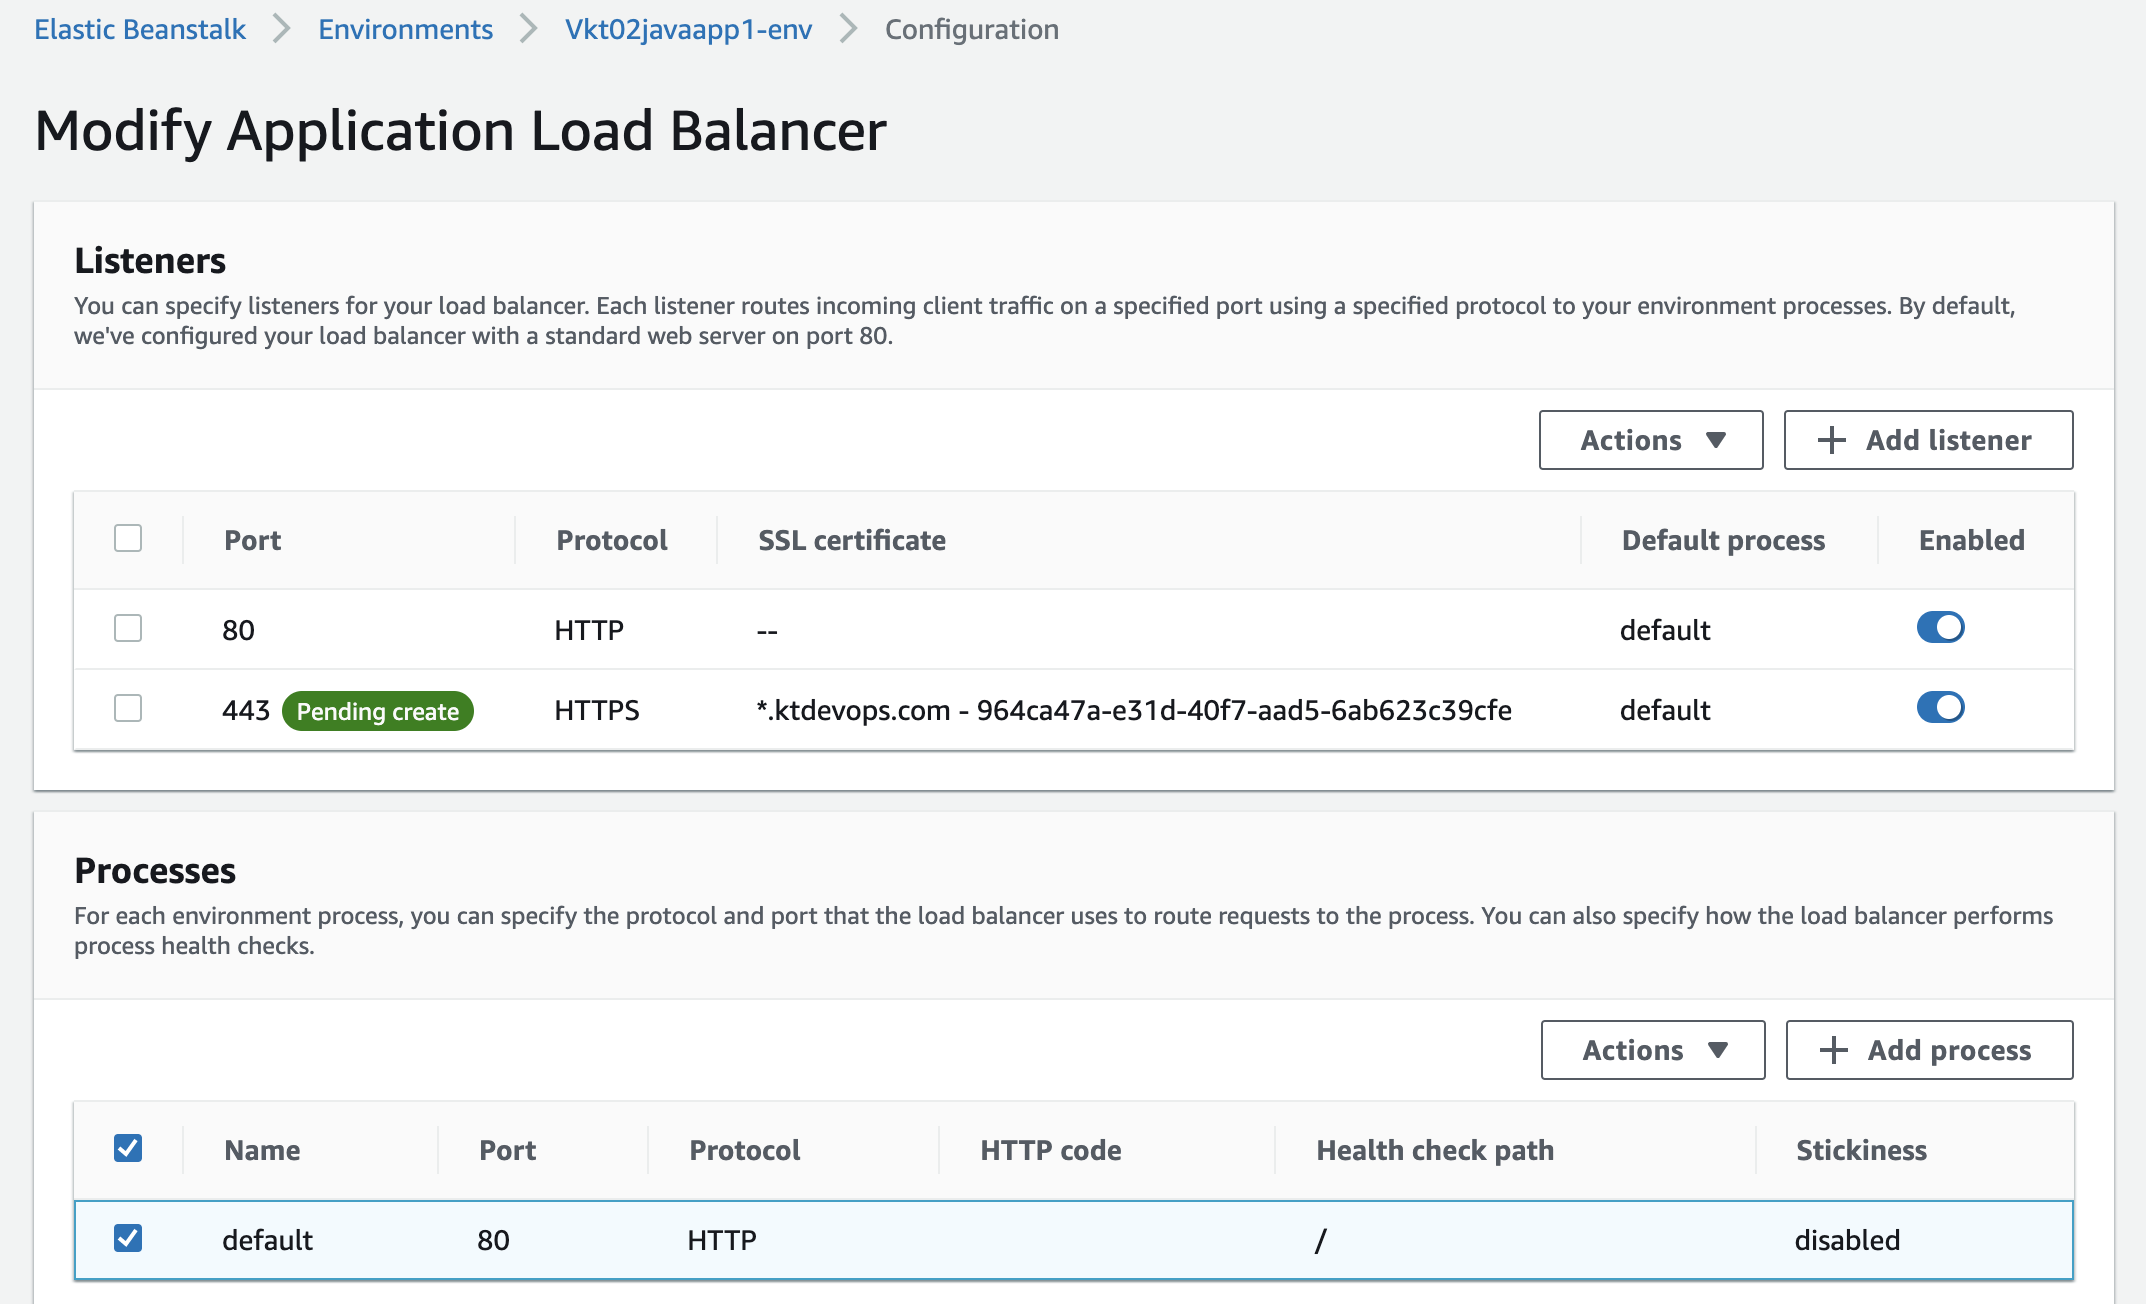 Elastic Beanstalk > Environments > Vkt02javaapp1-env > Configuration
Modify Application Load Balancer
Listeners
You can specify listeners for your load balancer. Each listener routes incoming client traffic on a specified port using a specified protocol to your environment processes. By default,
we've configured your load balancer with a standard web server on port 80.
Actions ▼ + Add listener
Port Protocol SSL certificate Default process Enabled
80 HTTP -- default
443 Pending create HTTPS *.ktdevops.com - 964ca47a-e31d-40f7-aad5-6ab623c39cfe default
Processes
For each environment process, you can specify the protocol and port that the load balancer uses to route requests to the process. You can also specify how the load balancer performs
process health checks.
Actions ▼ + Add process
Name Port Protocol HTTP code Health check path Stickiness
default 80 HTTP / disabled